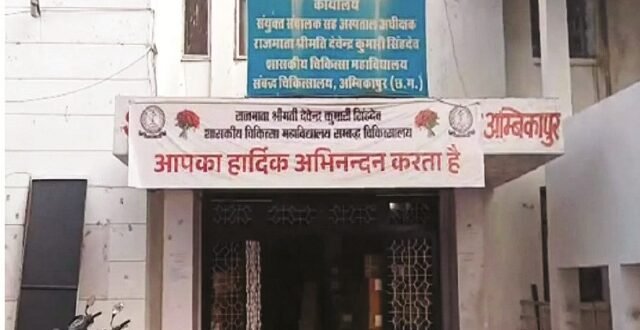 कार्यालय
संयुक्त संचालक सह अस्पताल अधीक्षक
राजमाता श्रीमति देवेन्द्र कुमारी सिंहदेव
शासकीय चिकित्सा महाविद्यालय
संबद्ध चिकित्सालय, अम्बिकापुर (छ.ग.)
राजमाता श्रीमती देवेन्द्र कुमारी सिंहदेव
शासकीय चिकित्सा महाविद्यालय सम्बद्ध चिकित्सालय
अम्बिकापुर
आपका हार्दिक अभिनन्दन करता है